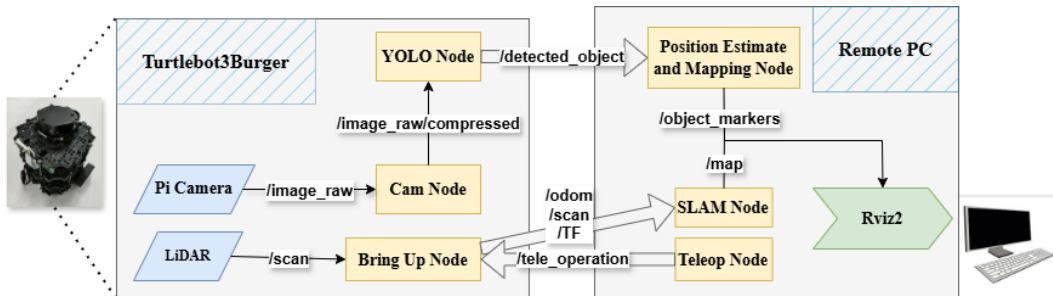 Turtlebot3Burger
YOLO Node
/detected_object
Position Estimate
and Mapping Node
Remote PC
/image_raw/compressed
/object_markers
/map
Pi Camera
/image_raw
Cam Node
/odom
/scan
/TF
SLAM Node
Rviz2
LiDAR
/scan
Bring Up Node
/tele_operation
Teleop Node